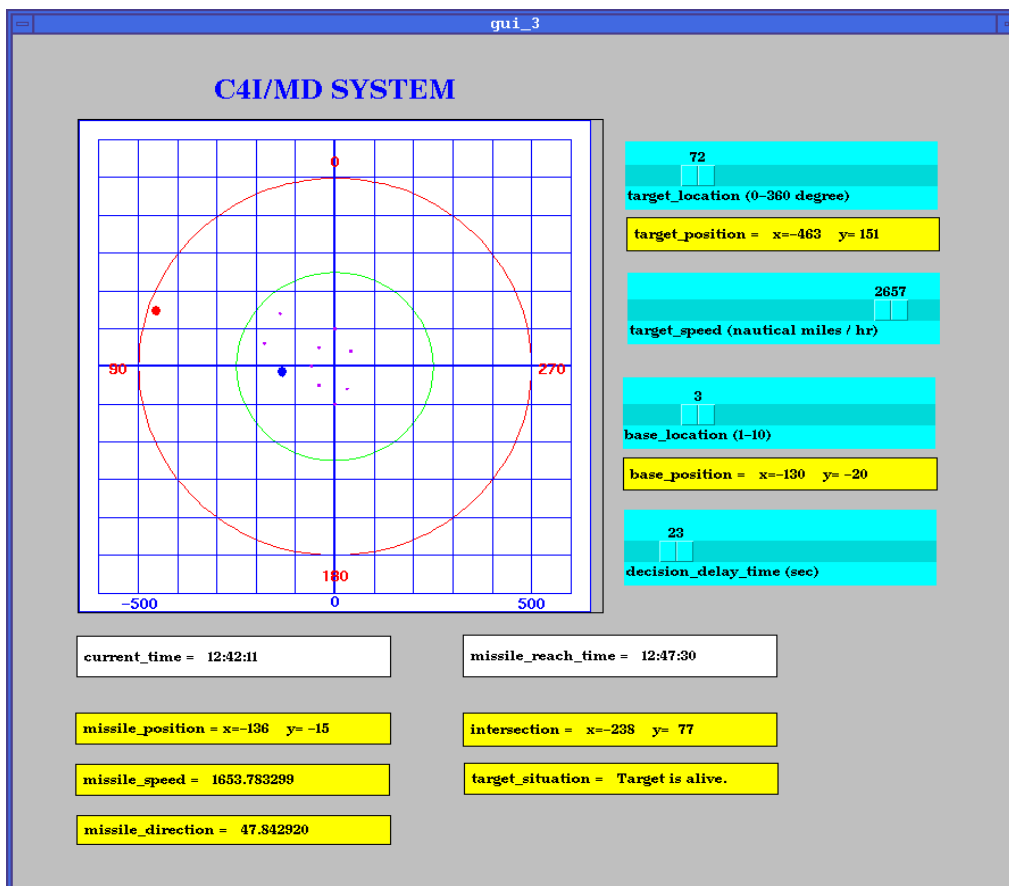 gui_3
C4I/MD SYSTEM
0
90
270
180
-500 0 500
72
target_location (0-360 degree)
target_position = x=-463 y= 151
2657
target_speed (nautical miles / hr)
3
base_location (1-10)
base_position = x=-130 y= -20
23
decision_delay_time (sec)
current_time = 12:42:11
missile_reach_time = 12:47:30
missile_position = x=-136 y= -15
intersection = x=-238 y= 77
missile_speed = 1653.783299
target_situation = Target is alive.
missile_direction = 47.842920